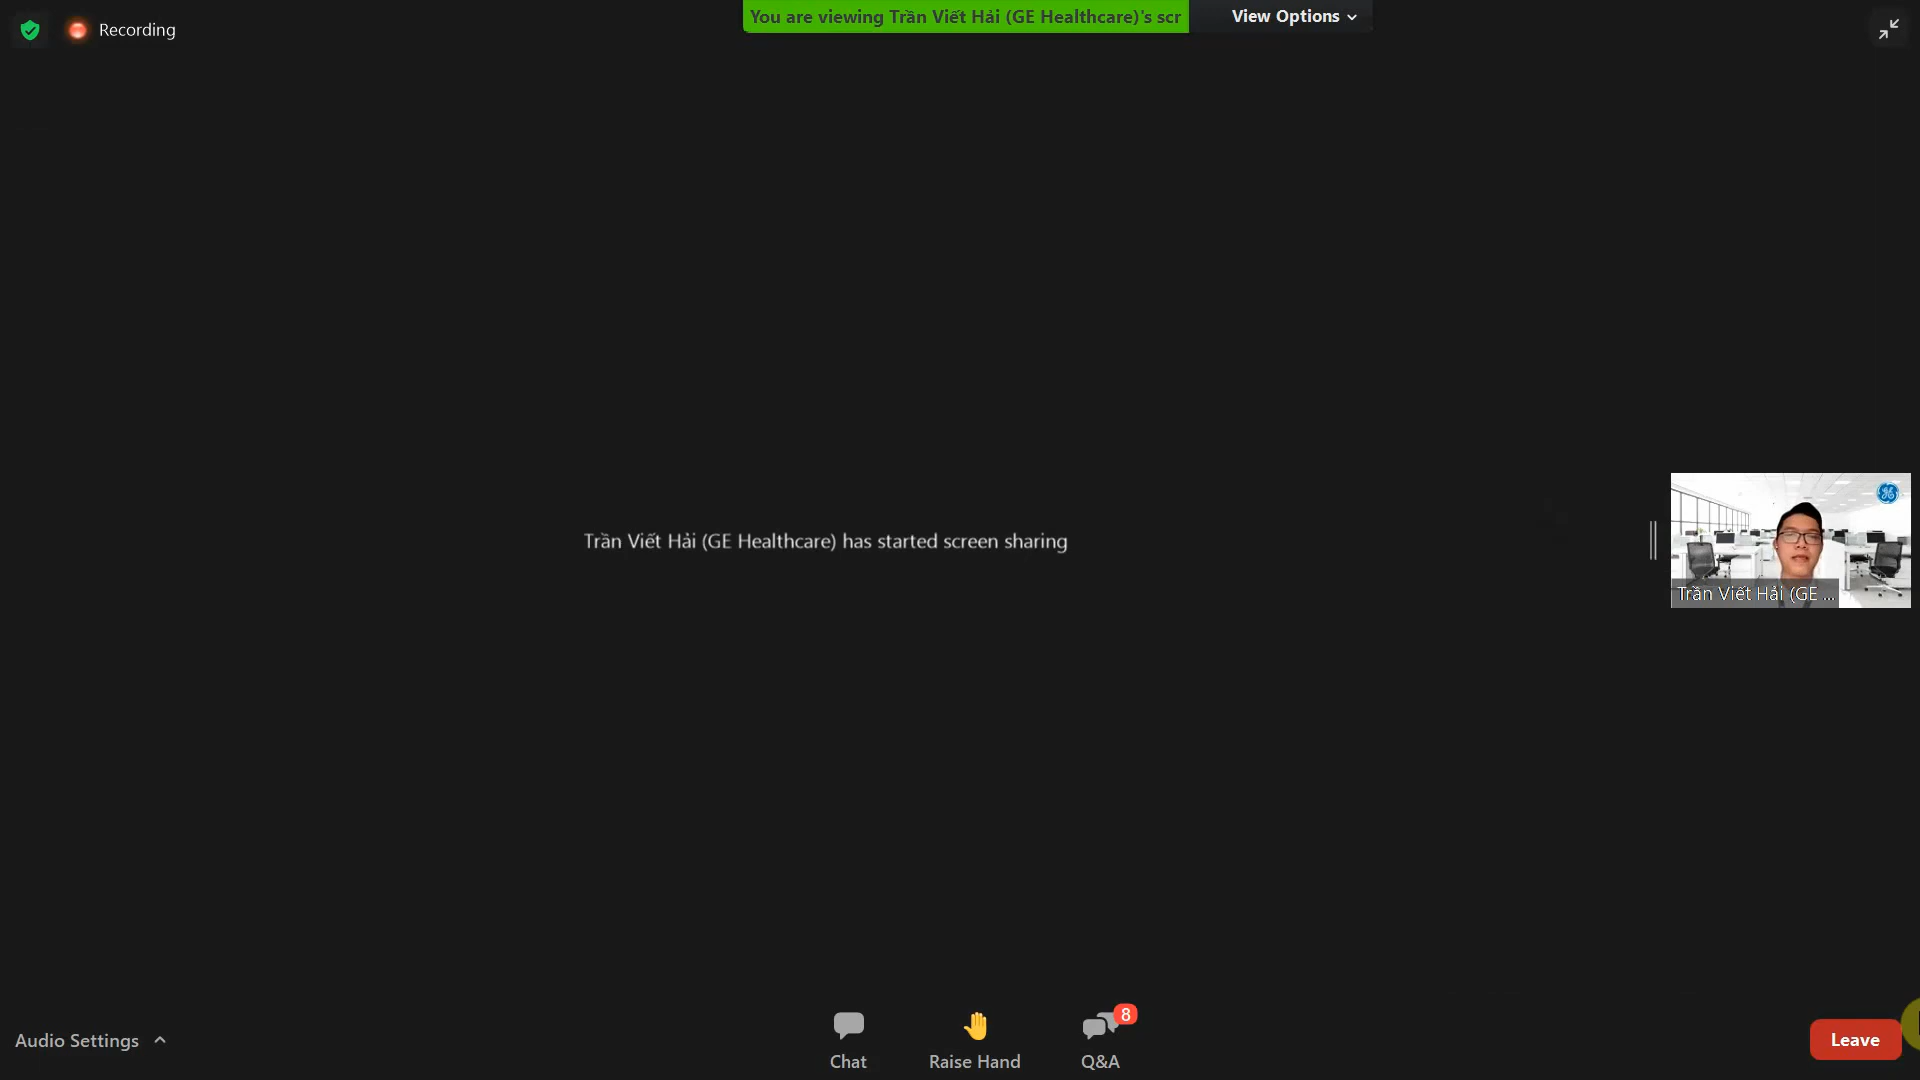 Recording
You are viewing Trần Viết Hải (GE Healthcare)'s scr
View Options
Trần Viết Hải (GE Healthcare) has started screen sharing
Trần Viết Hải (GE ...
Audio Settings
Chat
Raise Hand
8
Q&A
Leave